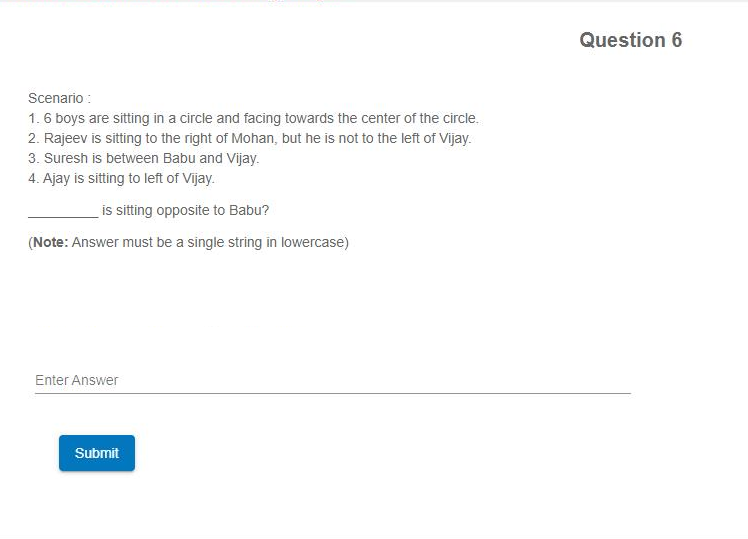 Question 6
Scenario :
1. 6 boys are sitting in a circle and facing towards the center of the circle.
2. Rajeev is sitting to the right of Mohan, but he is not to the left of Vijay.
3. Suresh is between Babu and Vijay.
4. Ajay is sitting to left of Vijay.
_________ is sitting opposite to Babu?
(Note: Answer must be a single string in lowercase)
Enter Answer
Submit